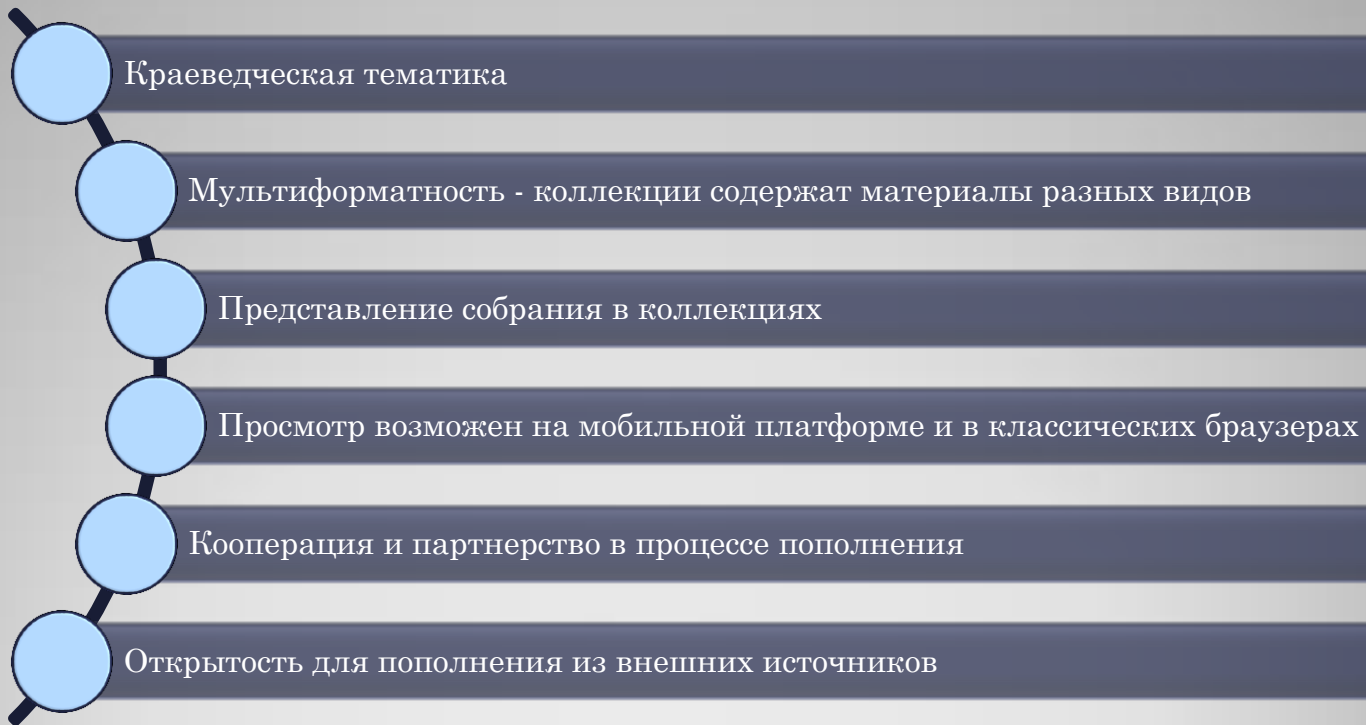 Краеведческая тематика
Мультиформатность - коллекции содержат материалы разных видов
Представление собрания в коллекциях
Просмотр возможен на мобильной платформе и в классических браузерах
Кооперация и партнерство в процессе пополнения
Открытость для пополнения из внешних источников